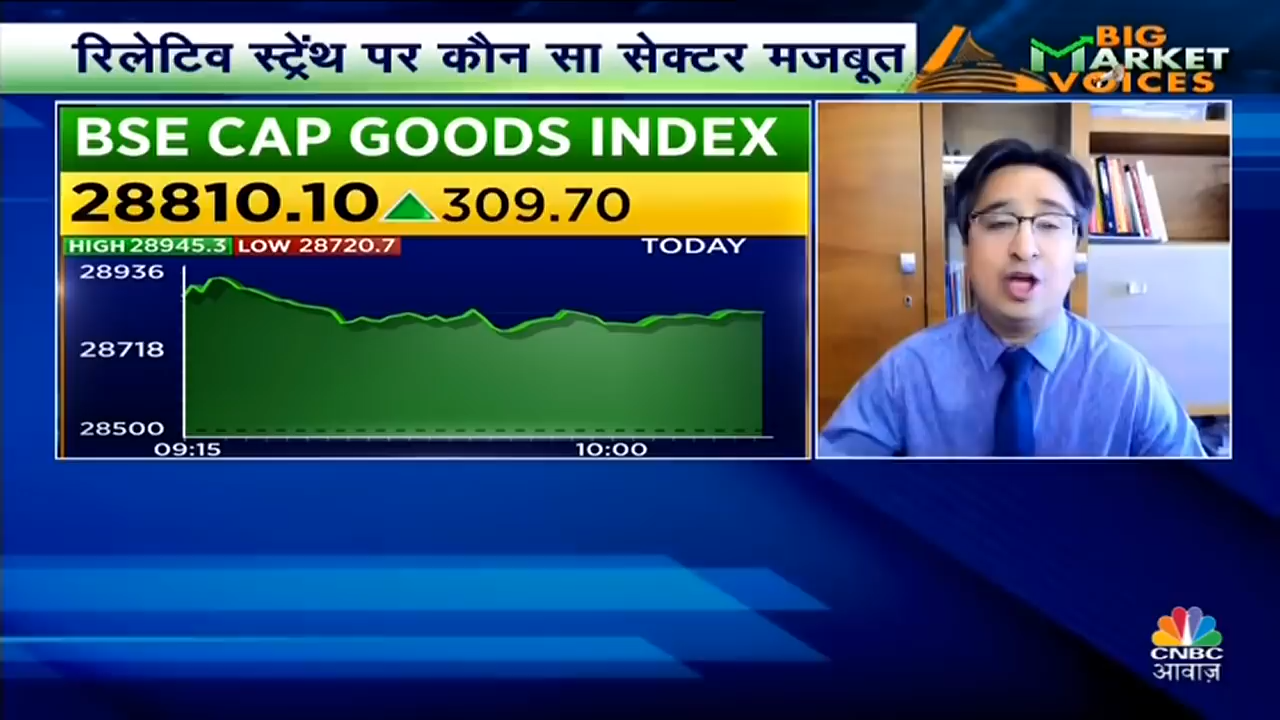 रिलेटिव स्ट्रेंथ पर कौन सा सेक्टर मजबूत
BIG
MARKET
VOICES
BSE CAP GOODS INDEX
28810.10 309.70
HIGH 28945.3 LOW 28720.7 TODAY
28936
28718
28500
09:15 10:00
CNBC
आवाज़